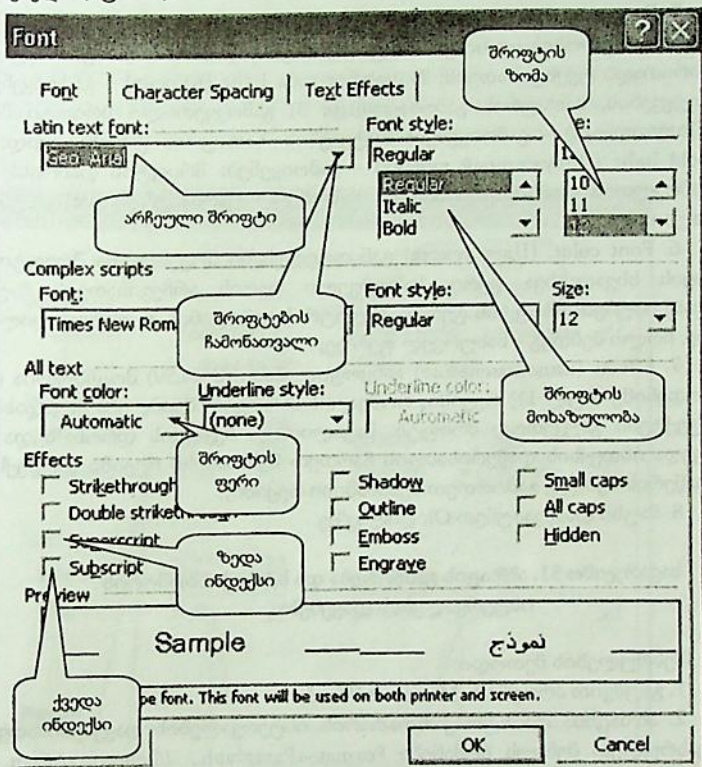 Font
შრიფტის
ზომა
Font Character Spacing Text Effects
Latin text font: Font style:
Geo_Arial Regular
Regular 10
Italic 11
Bold 12
არჩეული შრიფტი
Complex scripts
Font: Font style: Size:
Times New Rom Regular 12
შრიფტების
ჩამონათვალი
All text
Font color: Underline style: Underline color:
Automatic (none) Automatic
შრიფტის
მოხაზულობა
შრიფტის
ფერი
Effects
Strikethrough Shadow Small caps
Double Outline All caps
Superscript Emboss Hidden
Subscript Engrave
ზედა
ინდექსი
Preview
Sample نموذج
ქვედა
ინდექსი
font. This font will be used on both printer and screen.
OK Cancel